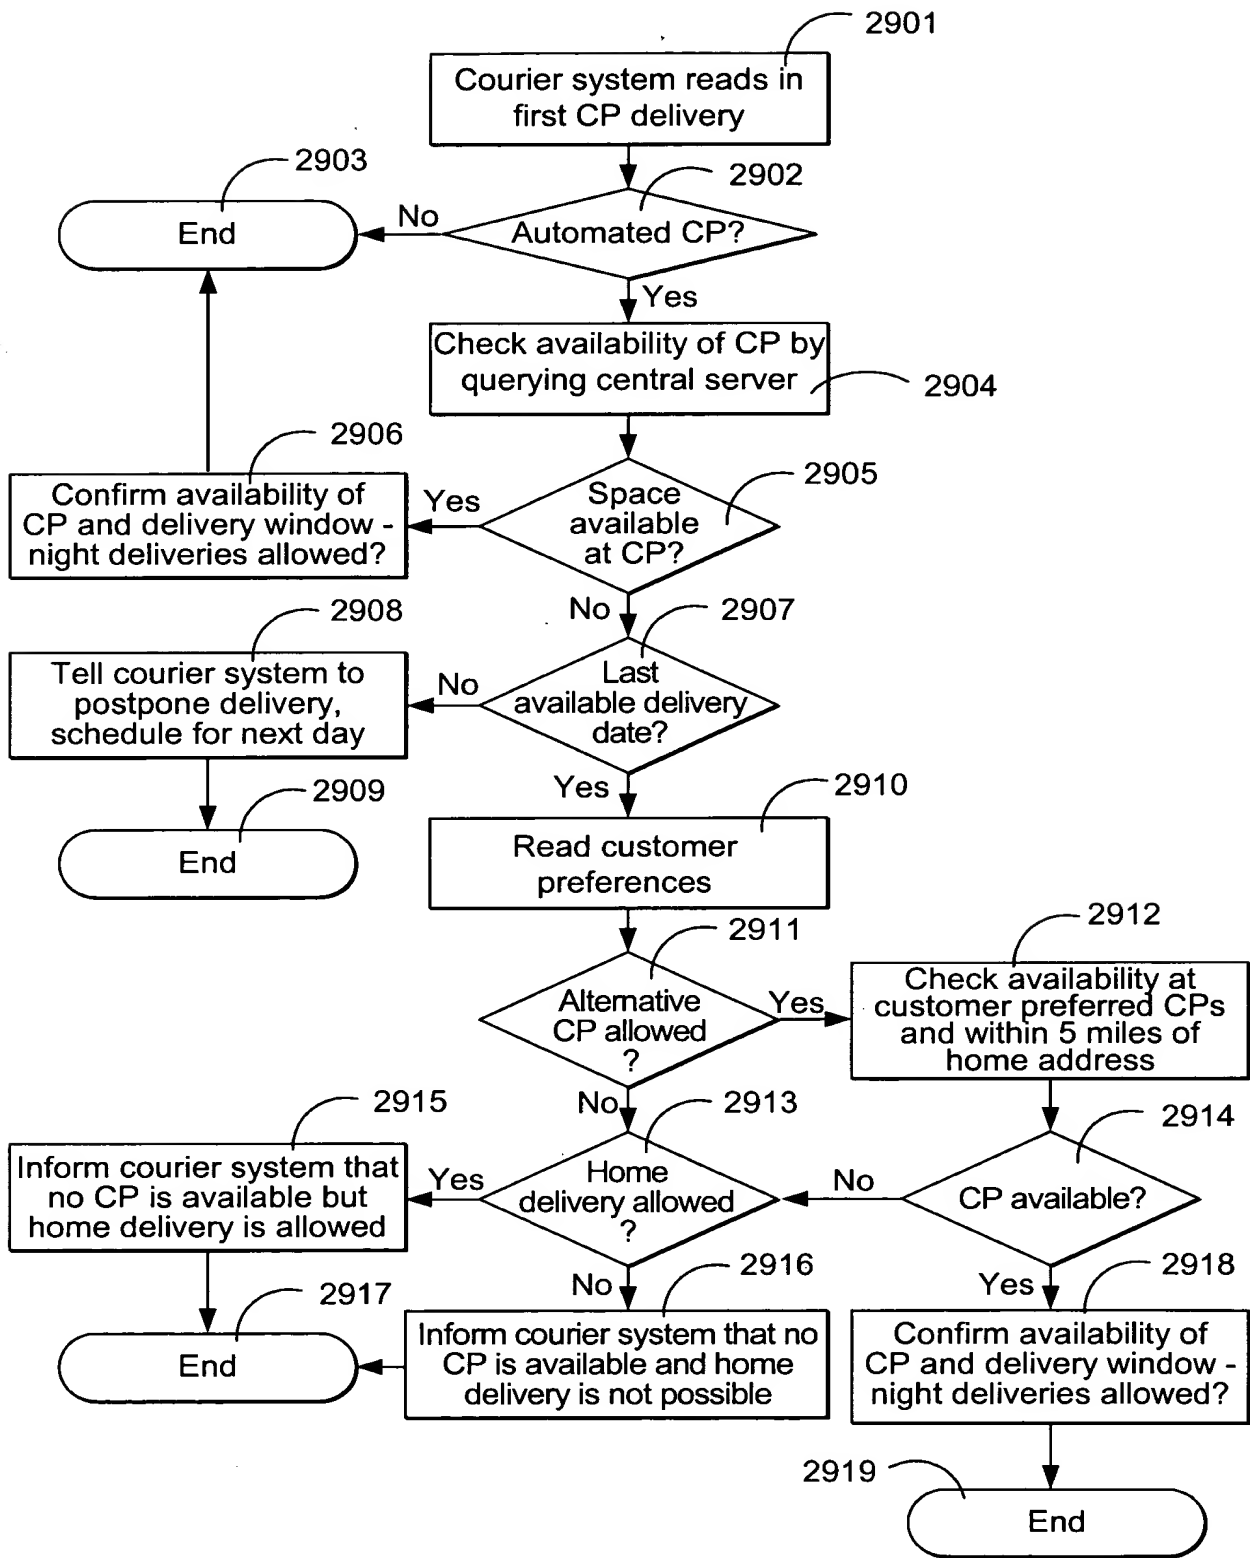 2901
Courier system reads in
first CP delivery
2903
2902
End
No
Automated CP?
Yes
Check availability of CP by
querying central server
2904
2906
2905
Confirm availability of
CP and delivery window -
night deliveries allowed?
Yes
Space
available
at CP?
No
2908
2907
Tell courier system to
postpone delivery,
schedule for next day
No
Last
available delivery
date?
Yes
2909
End
2910
Read customer
preferences
2911
2912
Alternative
CP allowed
?
Yes
Check availability at
customer preferred CPs
and within 5 miles of
home address
No
2915
2913
2914
Inform courier system that
no CP is available but
home delivery is allowed
Yes
Home
delivery allowed
?
No
CP available?
No
2916
Yes
2918
2917
End
Inform courier system that no
CP is available and home
delivery is not possible
Confirm availability of
CP and delivery window -
night deliveries allowed?
2919
End